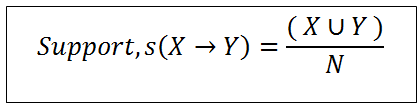 Support, s(X → Y) = ( X ∪ Y ) / N